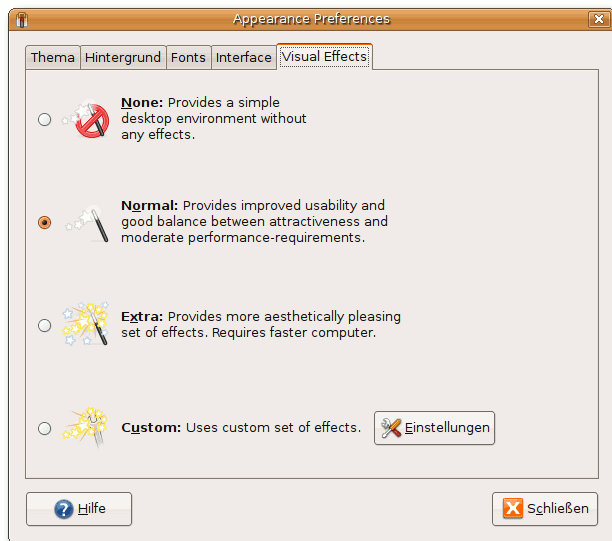 Appearance Preferences
Thema Hintergrund Fonts Interface Visual Effects
None: Provides a simple
desktop environment without
any effects.
Normal: Provides improved usability and
good balance between attractiveness and
moderate performance-requirements.
Extra: Provides more aesthetically pleasing
set of effects. Requires faster computer.
Custom: Uses custom set of effects. Einstellungen
Hilfe Schließen